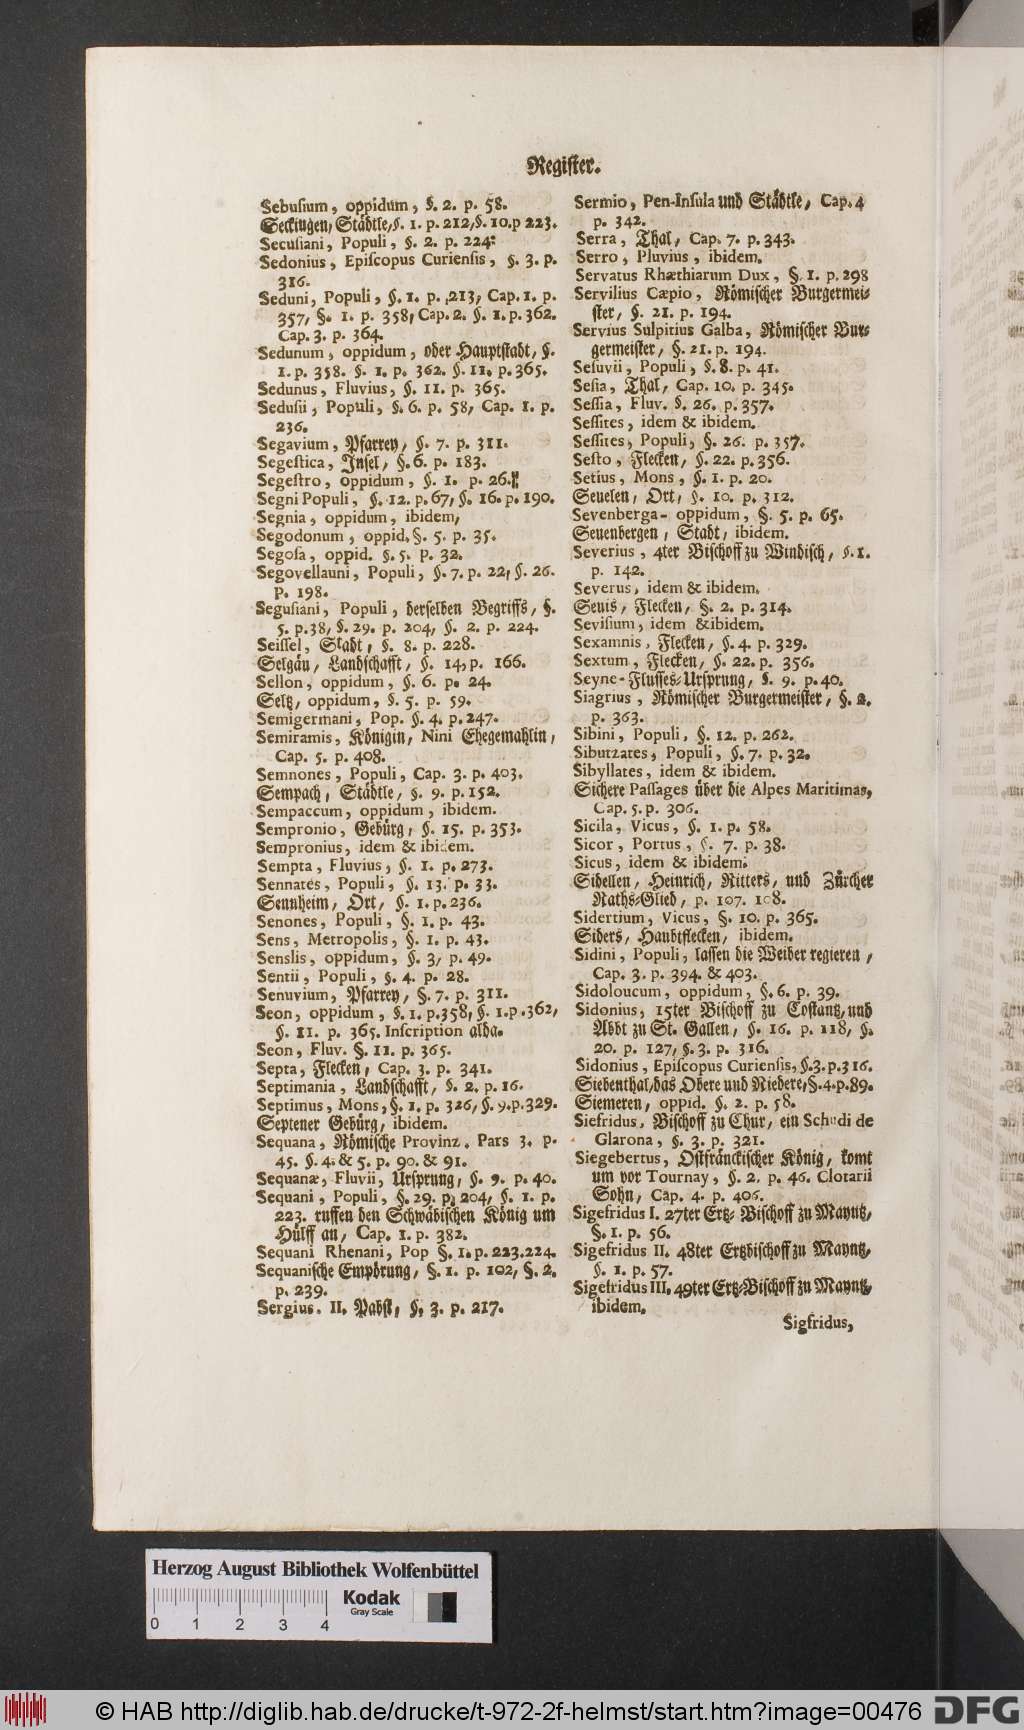 Register.
Sebusium, oppidum, §. 2. p. 58.
Seckingen, Städtle, §. 1. p. 212, §. 10. p 223.
Secusiani, Populi, §. 2. p. 224.
Sedonius, Episcopus Curiensis, §. 3. p.
316.
Seduni, Populi, §. 1. p. 213, Cap. 1. p.
357, §. 1. p. 358, Cap. 2. §. 1. p. 362.
Cap. 3. p. 364.
Sedunum, oppidum, oder Hauptstadt, §.
1. p. 358. §. 1. p. 362. §. 11. p. 365.
Sedunus, Fluvius, §. 11. p. 365.
Sedusii, Populi, §. 6. p. 58, Cap. 1. p.
236.
Segavium, Pfarrey, §. 7. p. 311.
Segestica, Insel, §. 6. p. 183.
Segestro, oppidum, §. 1. p. 26.
Segni Populi, §. 12. p. 67, §. 16. p. 190.
Segnia, oppidum, ibidem,
Segodonum, oppid. §. 5. p. 35.
Segosa, oppid. §. 5. p. 32.
Segovellauni, Populi, §. 7. p. 22, §. 26.
p. 198.
Segusiani, Populi, derselben Begriffs, §.
5. p. 38, §. 29. p. 204, §. 2. p. 224.
Seissel, Stadt, §. 8. p. 228.
Selgäu, Landschafft, §. 14, p. 166.
Sellon, oppidum, §. 6. p. 24.
Seltz, oppidum, §. 5. p. 59.
Semigermani, Pop. §. 4. p. 247.
Semiramis, Königin, Nini Ehegemahlin,
Cap. 5. p. 408.
Semnones, Populi, Cap. 3. p. 403.
Sempach, Städtle, §. 9. p. 152.
Sempaccum, oppidum, ibidem.
Sempronio, Gebürg, §. 15. p. 353.
Sempronius, idem & ibidem.
Sempta, Fluvius, §. 1. p. 273.
Sennates, Populi, §. 13. p. 33.
Sennheim, Ort, §. 1. p. 236.
Senones, Populi, §. 1. p. 43.
Sens, Metropolis, §. 1. p. 43.
Senslis, oppidum, §. 3, p. 49.
Sentii, Populi, §. 4. p. 28.
Senuvium, Pfarrey, §. 7. p. 311.
Seon, oppidum, §. 1. p. 358, §. 1. p. 362,
§. 11. p. 365. Inscription alda.
Seon, Fluv. §. 11. p. 365.
Septa, Flecken, Cap. 3. p. 341.
Septimania, Landschafft, §. 2. p. 16.
Septimus, Mons, §. 1. p. 326, §. 9. p. 329.
Septener Gebürg, ibidem.
Sequana, Römische Provinz. Pars 3. p.
45. §. 4. & 5. p. 90. & 91.
Sequanæ, Fluvii, Ursprung, §. 9. p. 40.
Sequani, Populi, §. 29. p. 204, §. 1. p.
223. ruffen den Schwäbischen König um
Hülff an, Cap. 1. p. 382.
Sequani Rhenani, Pop §. 1. p. 223. 224.
Sequanische Empörung, §. 1. p. 102, §. 2.
p. 239.
Sergius. II. Pabst, §. 3. p. 217.
Sermio, Pen-Insula und Städtle, Cap. 4
p. 342.
Serra, Thal, Cap. 7. p. 343.
Serro, Pluvius, ibidem.
Servatus Rhæthiarum Dux, §. 1. p. 298
Servilius Cæpio, Römischer Burgermei-
ster, §. 21. p. 194.
Servius Sulpitius Galba, Römischer Bur-
germeister, §. 21. p. 194.
Sesuvii, Populi, §. 8. p. 41.
Sesia, Thal, Cap. 10. p. 345.
Sessia, Fluv. §. 26. p. 357.
Sessites, idem & ibidem.
Sessites, Populi, §. 26. p. 357.
Sesto, Flecken, §. 22. p. 356.
Setius, Mons, §. 1. p. 20.
Seuelen, Ort, §. 10. p. 312.
Sevenberga- oppidum, §. 5. p. 65.
Seuenbergen, Stadt, ibidem.
Severius, 4ter Bischoff zu Windisch, §. 1.
p. 142.
Severus, idem & ibidem.
Seuis, Flecken, §. 2. p. 314.
Sevisium, idem & ibidem.
Sexamnis, Flecken, §. 4. p. 329.
Sextum, Flecken, §. 22. p. 356.
Seyne-Flusses-Ursprung, §. 9. p. 40.
Siagrius, Römischer Burgermeister, §. 2.
p. 363.
Sibini, Populi, §. 12. p. 262.
Sibutzates, Populi, §. 7. p. 32.
Sibyllates, idem & ibidem.
Sichere Passages über die Alpes Maritimas,
Cap. 5. p. 306.
Sicila, Vicus, §. 1. p. 58.
Sicor, Portus, §. 7. p. 38.
Sicus, idem & ibidem.
Sidellen, Heinrich, Ritters, und Zürcher
Raths-Glied, p. 107. 108.
Sidertium, Vicus, §. 10. p. 365.
Siders, Haubtflecken, ibidem.
Sidini, Populi, lassen die Weiber regieren,
Cap. 3. p. 394. & 403.
Sidoloucum, oppidum, §. 6. p. 39.
Sidonius, 15ter Bischoff zu Costantz, und
Abbt zu St. Gallen, §. 16. p. 118, §.
20. p. 127, §. 3. p. 316.
Sidonius, Episcopus Curiensis, §. 3. p. 316.
Siebenthal, das Obere und Niedere, §. 4. p. 89.
Siemeren, oppid. §. 2. p. 58.
Siefridus, Bischoff zu Chur, ein Schudi de
Glarona, §. 3. p. 321.
Siegebertus, Ostfränckischer König, komt
um vor Tournay, §. 2. p. 46. Clotarii
Sohn, Cap. 4. p. 406.
Sigefridus I. 27ter Ertz-Bischoff zu Mayntz,
§. 1. p. 56.
Sigefridus II. 48ter Ertzbischoff zu Mayntz,
§. 1. p. 57.
Sigefridus III. 49ter Ertz-Bischoff zu Mayntz,
ibidem.
Sigfridus,
Herzog August Bibliothek Wolfenbüttel
Kodak
Gray Scale
0 1 2 3 4
© HAB http://diglib.hab.de/drucke/t-972-2f-helmst/start.htm?image=00476
DFG